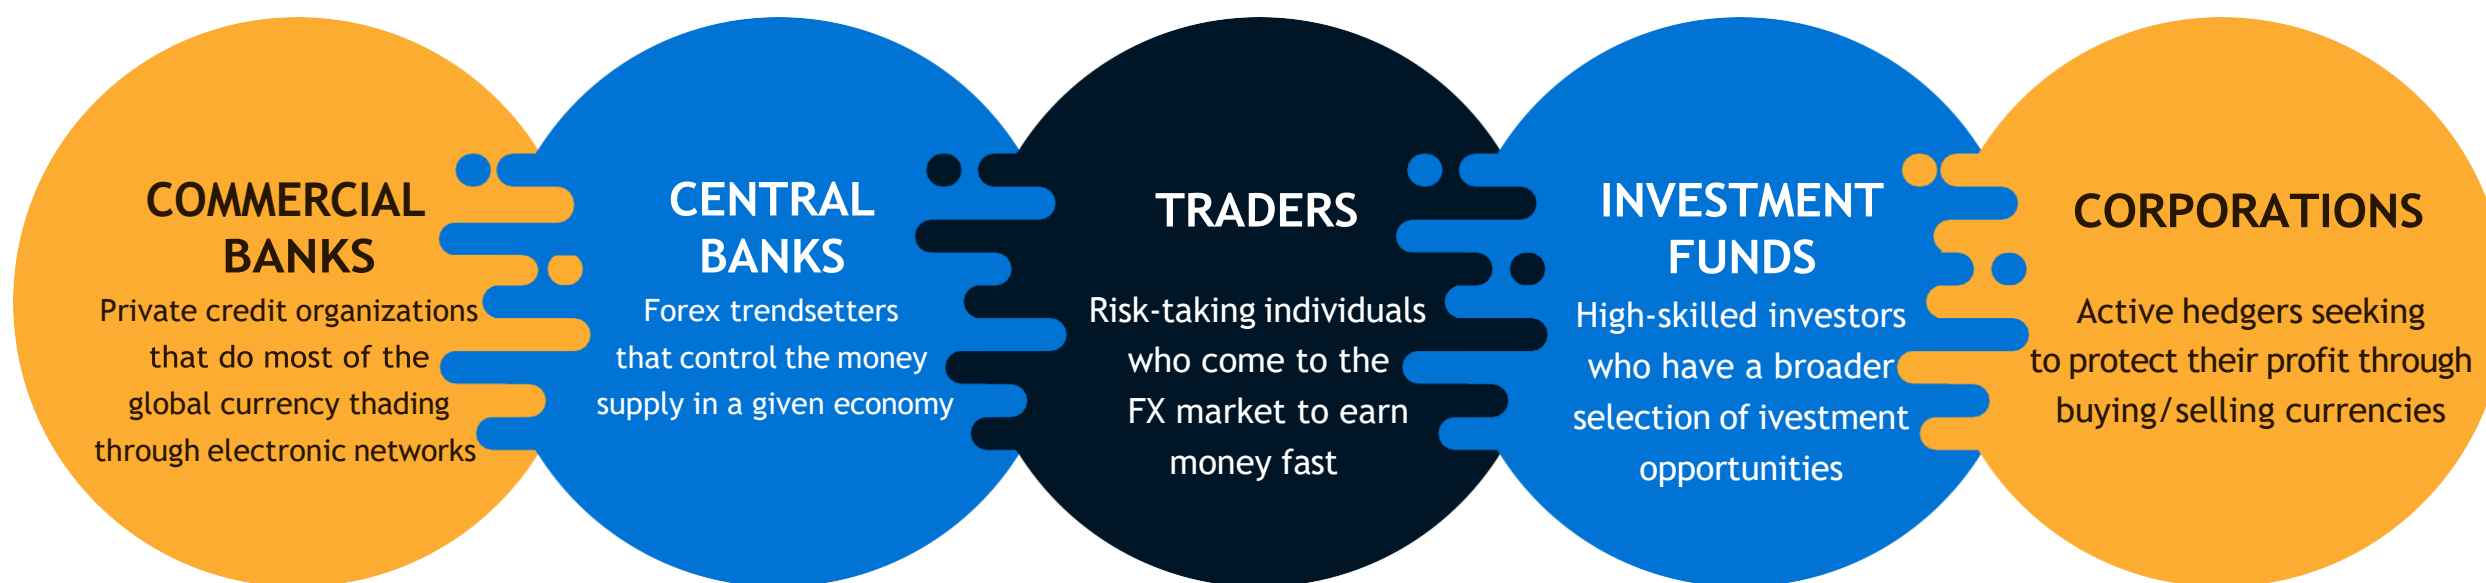 COMMERCIAL
BANKS
Private credit organizations
that do most of the
global currency thading
through electronic networks
CENTRAL
BANKS
Forex trendsetters
that control the money
supply in a given economy
TRADERS
Risk-taking individuals
who come to the
FX market to earn
money fast
INVESTMENT
FUNDS
High-skilled investors
who have a broader
selection of ivestment
opportunities
CORPORATIONS
Active hedgers seeking
to protect their profit through
buying/selling currencies